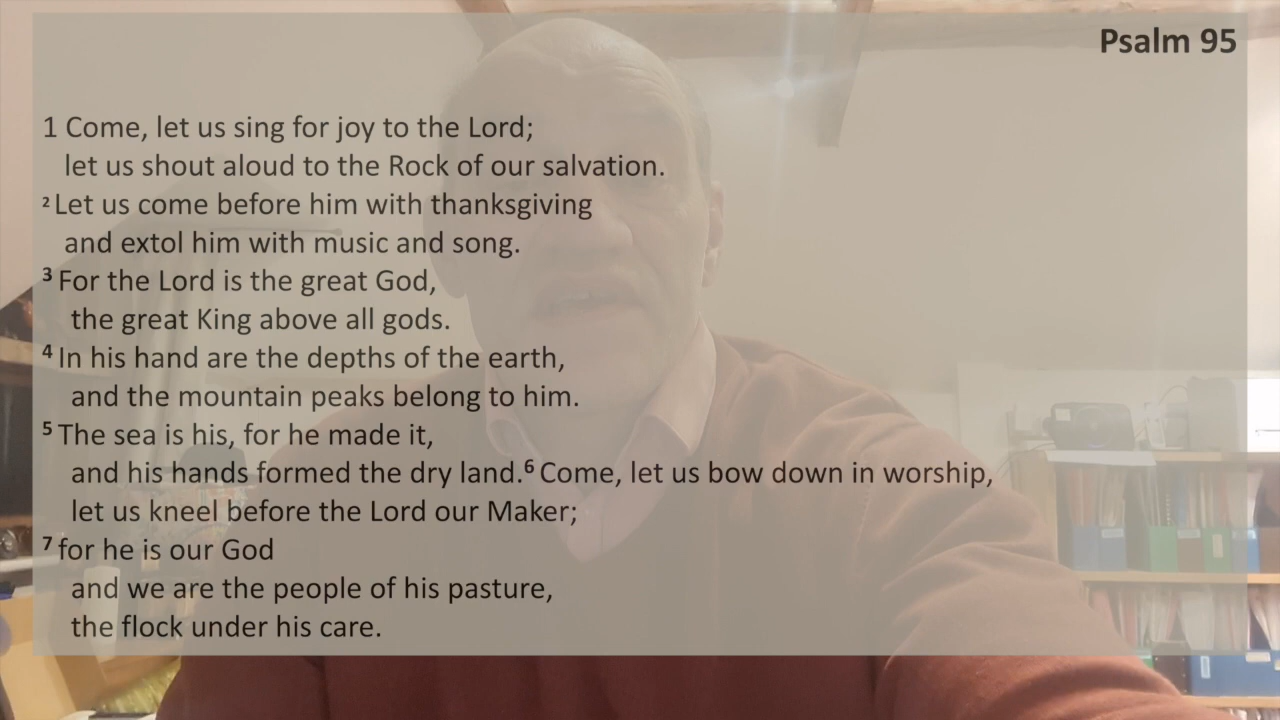 Psalm 95
1 Come, let us sing for joy to the Lord;
let us shout aloud to the Rock of our salvation.
2 Let us come before him with thanksgiving
and extol him with music and song.
3 For the Lord is the great God,
the great King above all gods.
4 In his hand are the depths of the earth,
and the mountain peaks belong to him.
5 The sea is his, for he made it,
and his hands formed the dry land.6 Come, let us bow down in worship,
let us kneel before the Lord our Maker;
7 for he is our God
and we are the people of his pasture,
the flock under his care.